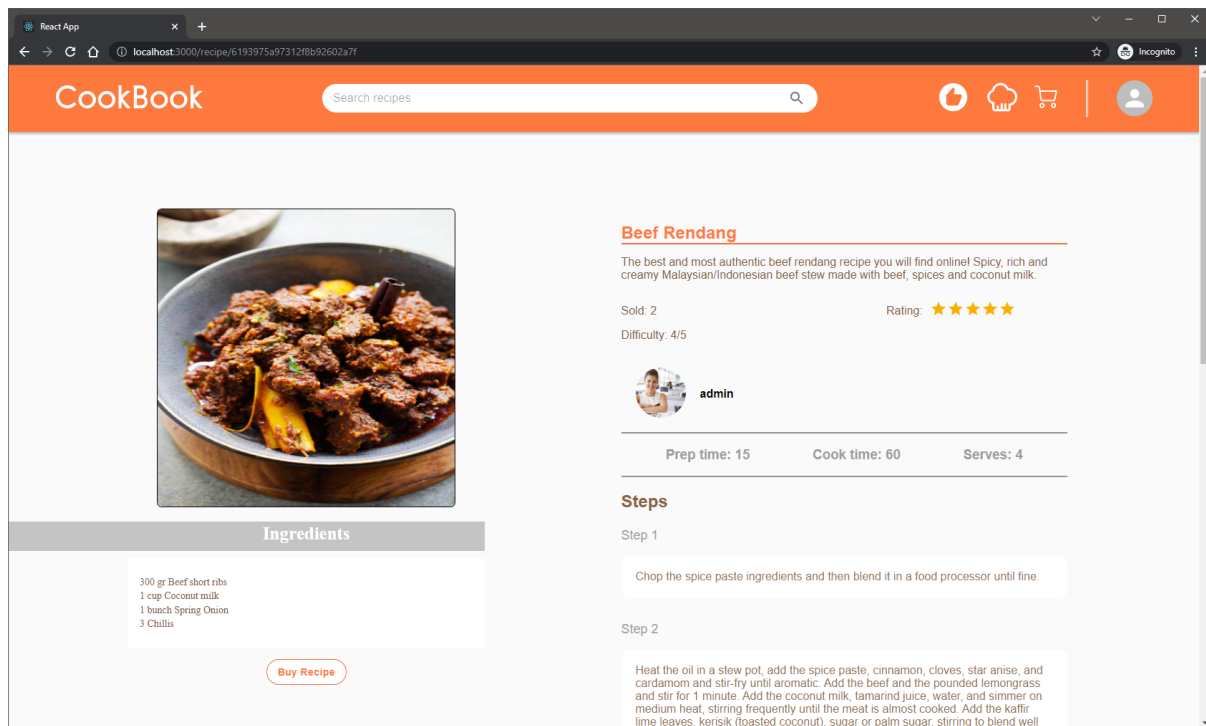 React App
localhost:3000/recipe/6193975a97312f8b92602a7f
Incognito
CookBook
Search recipes
Beef Rendang
The best and most authentic beef rendang recipe you will find online! Spicy, rich and
creamy Malaysian/Indonesian beef stew made with beef, spices and coconut milk.
Sold: 2
Rating:
Difficulty: 4/5
admin
Prep time: 15
Cook time: 60
Serves: 4
Ingredients
300 gr Beef short ribs
1 cup Coconut milk
1 bunch Spring Onion
3 Chillis
Buy Recipe
Steps
Step 1
Chop the spice paste ingredients and then blend it in a food processor until fine.
Step 2
Heat the oil in a stew pot, add the spice paste, cinnamon, cloves, star anise, and
cardamom and stir-fry until aromatic. Add the beef and the pounded lemongrass
and stir for 1 minute. Add the coconut milk, tamarind juice, water, and simmer on
medium heat, stirring frequently until the meat is almost cooked. Add the kaffir
lime leaves, kerisik (toasted coconut), sugar or palm sugar, stirring to blend well